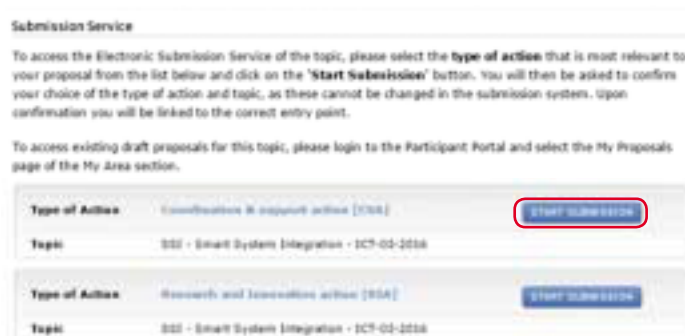 Submission Service
To access the Electronic Submission Service of the topic, please select the type of action that is most relevant to
your proposal from the list below and click on the 'Start Submission' button. You will then be asked to confirm
your choice of the type of action and topic, as these cannot be changed in the submission system. Upon
confirmation you will be linked to the correct entry point.
To access existing draft proposals for this topic, please login to the Participant Portal and select the My Proposals
page of the My Area section.
Type of Action Coordination & support action [CSA] START SUBMISSION
Topic SSI - Smart System Integration - ICT-03-2016
Type of Action Research and Innovation action [RIA] START SUBMISSION
Topic SSI - Smart System Integration - ICT-03-2016